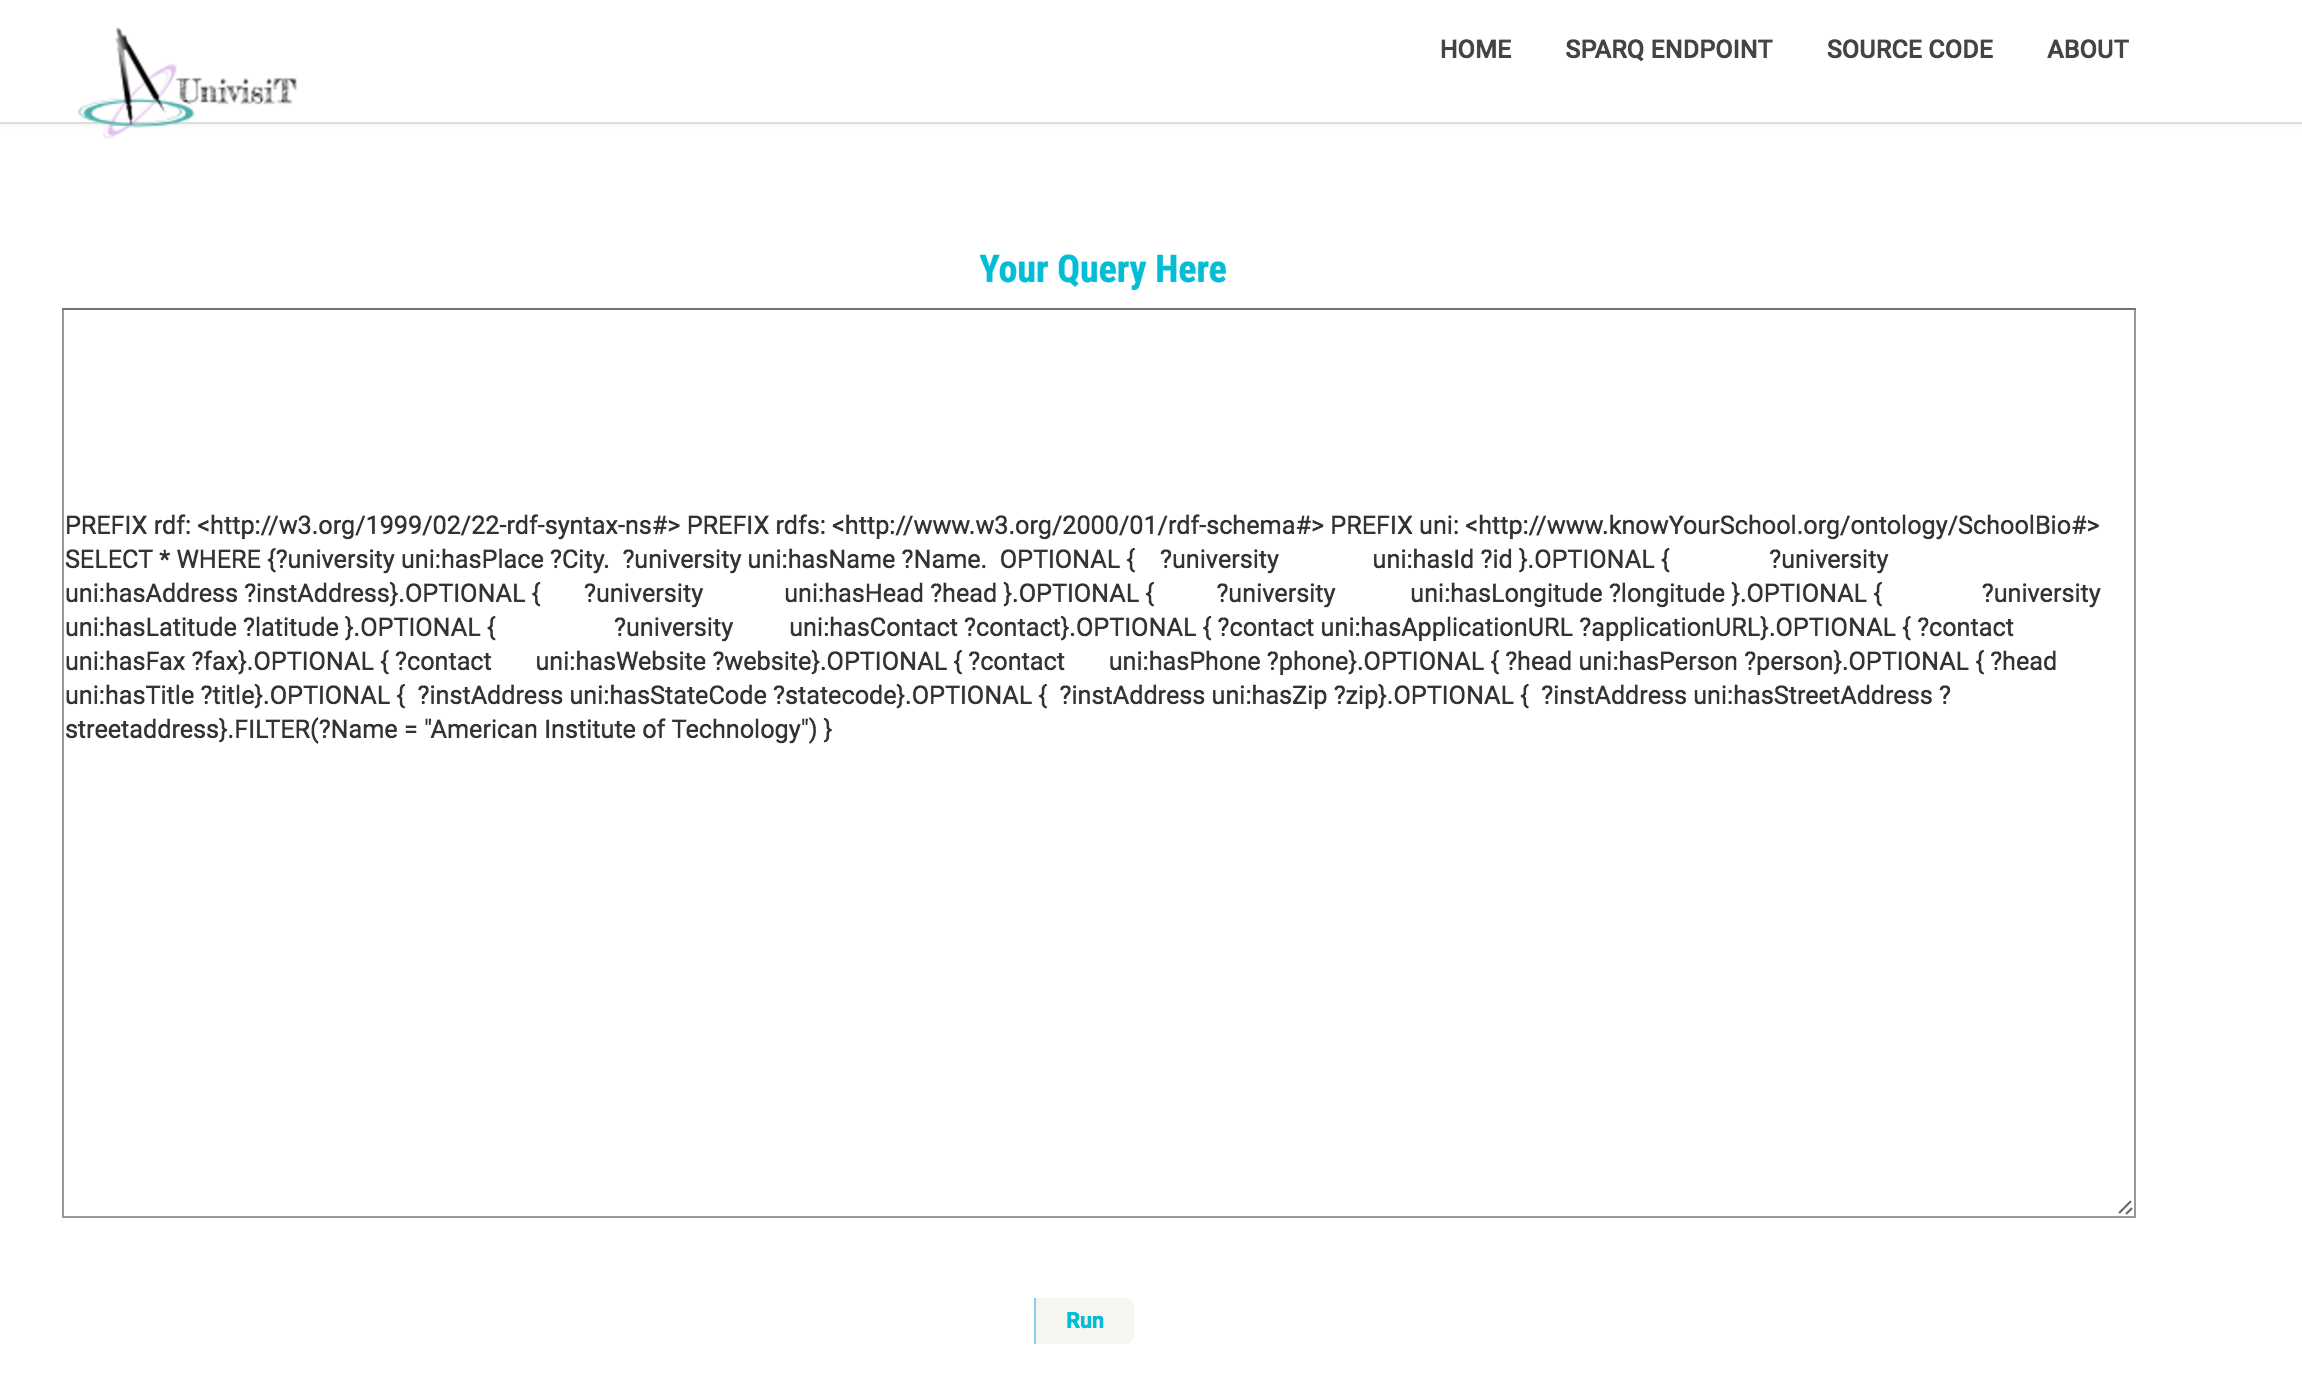 UnivisiT
HOME SPARQ ENDPOINT SOURCE CODE ABOUT
Your Query Here
PREFIX rdf: <http://w3.org/1999/02/22-rdf-syntax-ns#> PREFIX rdfs: <http://www.w3.org/2000/01/rdf-schema#> PREFIX uni: <http://www.knowYourSchool.org/ontology/SchoolBio#>
SELECT * WHERE {?university uni:hasPlace ?City. ?university uni:hasName ?Name. OPTIONAL { ?university uni:hasId ?id }.OPTIONAL { ?university
uni:hasAddress ?instAddress}.OPTIONAL { ?university uni:hasHead ?head }.OPTIONAL { ?university uni:hasLongitude ?longitude }.OPTIONAL { ?university
uni:hasLatitude ?latitude }.OPTIONAL { ?university uni:hasContact ?contact}.OPTIONAL { ?contact uni:hasApplicationURL ?applicationURL}.OPTIONAL { ?contact
uni:hasFax ?fax}.OPTIONAL { ?contact uni:hasWebsite ?website}.OPTIONAL { ?contact uni:hasPhone ?phone}.OPTIONAL { ?head uni:hasPerson ?person}.OPTIONAL { ?head
uni:hasTitle ?title}.OPTIONAL { ?instAddress uni:hasStateCode ?statecode}.OPTIONAL { ?instAddress uni:hasZip ?zip}.OPTIONAL { ?instAddress uni:hasStreetAddress ?
streetaddress}.FILTER(?Name = "American Institute of Technology") }
Run